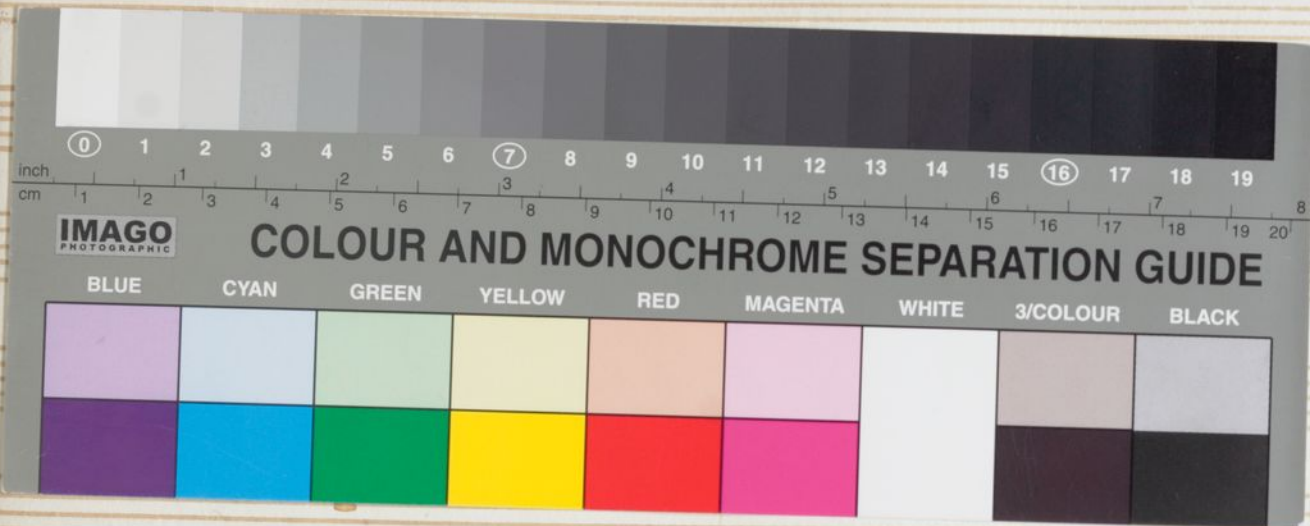 0 1 2 3 4 5 6 7 8 9 10 11 12 13 14 15 16 17 18 19
inch 1 2 3 4 5 6 7 8
cm 1 2 3 4 5 6 7 8 9 10 11 12 13 14 15 16 17 18 19 20
IMAGO
PHOTOGRAPHIC
COLOUR AND MONOCHROME SEPARATION GUIDE
BLUE CYAN GREEN YELLOW RED MAGENTA WHITE 3/COLOUR BLACK